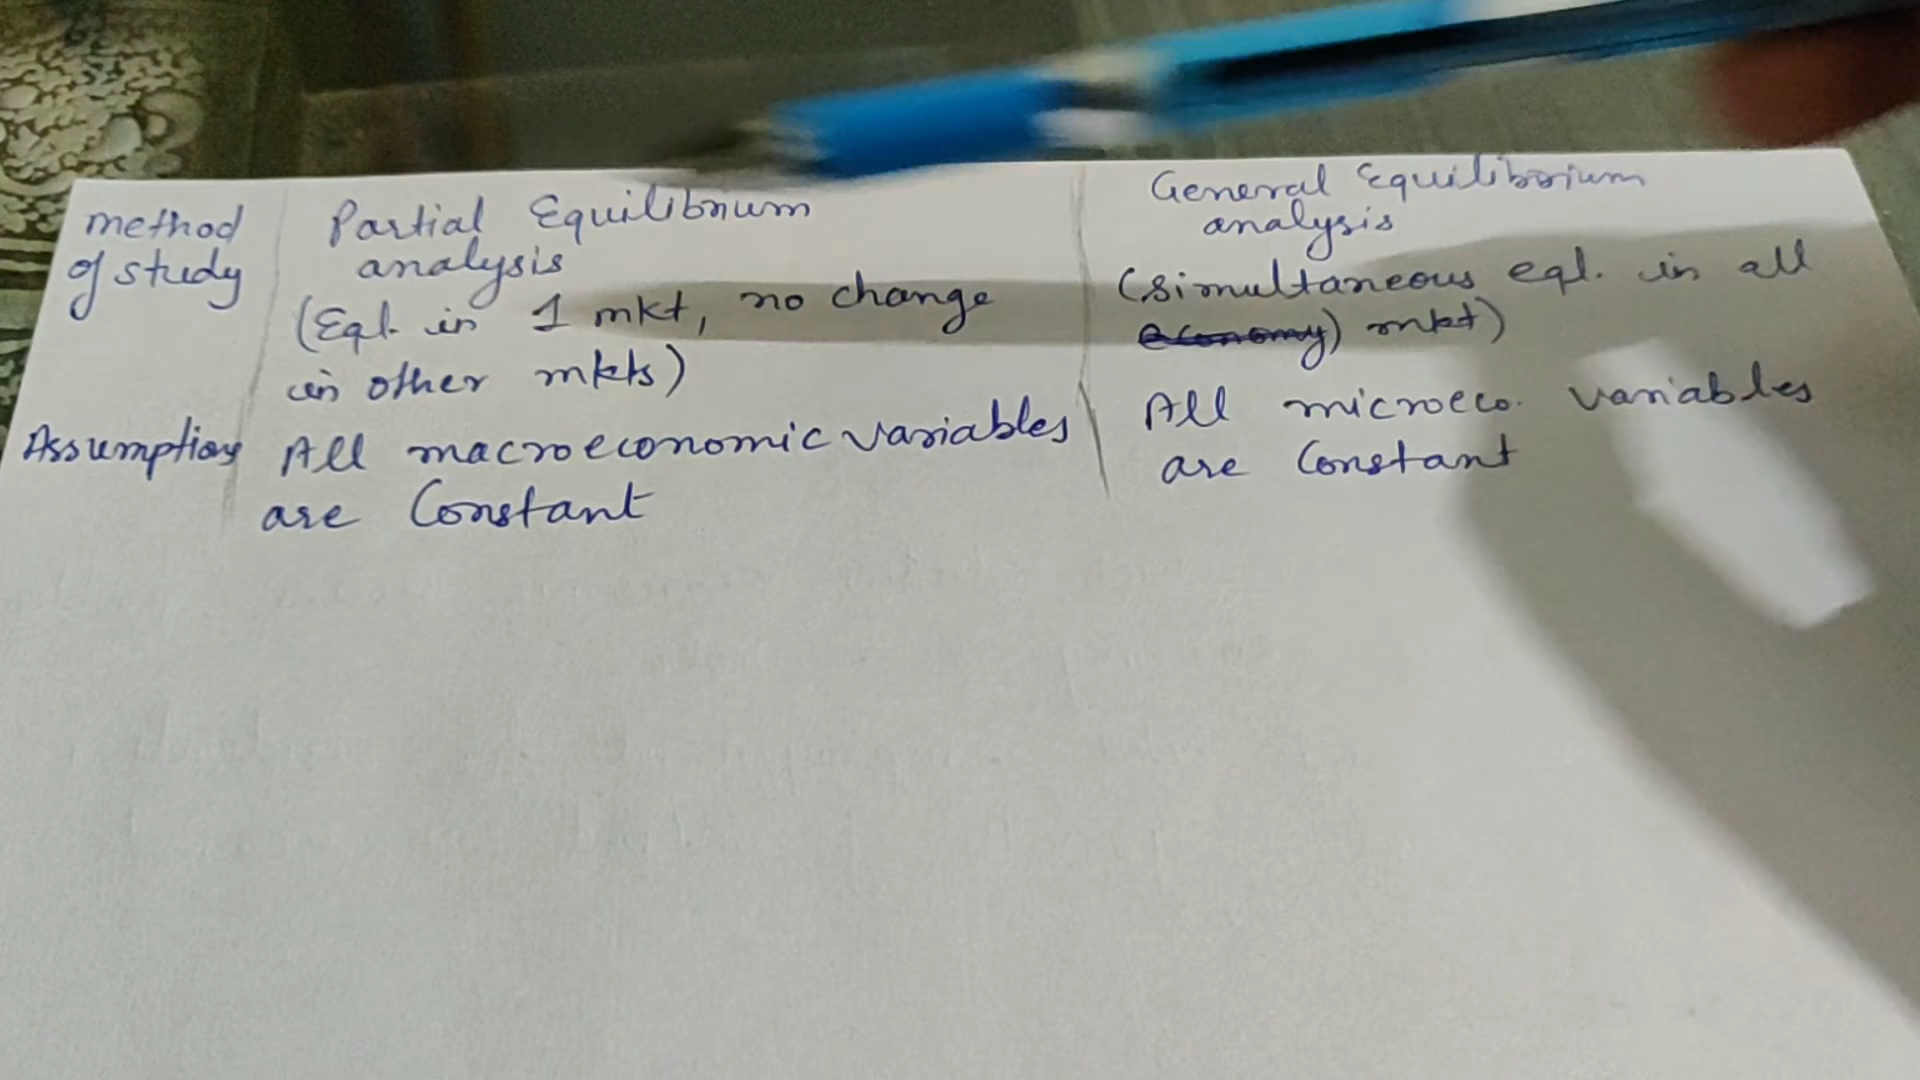 method
of study
Partial Equilibrium
analysis
(Eql. in 1 mkt, no change
in other mkts)
General Equilibrium
analysis
(simultaneous eql. in all
economy) mkt)
Assumptions
All macroeconomic variables
are Constant
All microeco. variables
are Constant